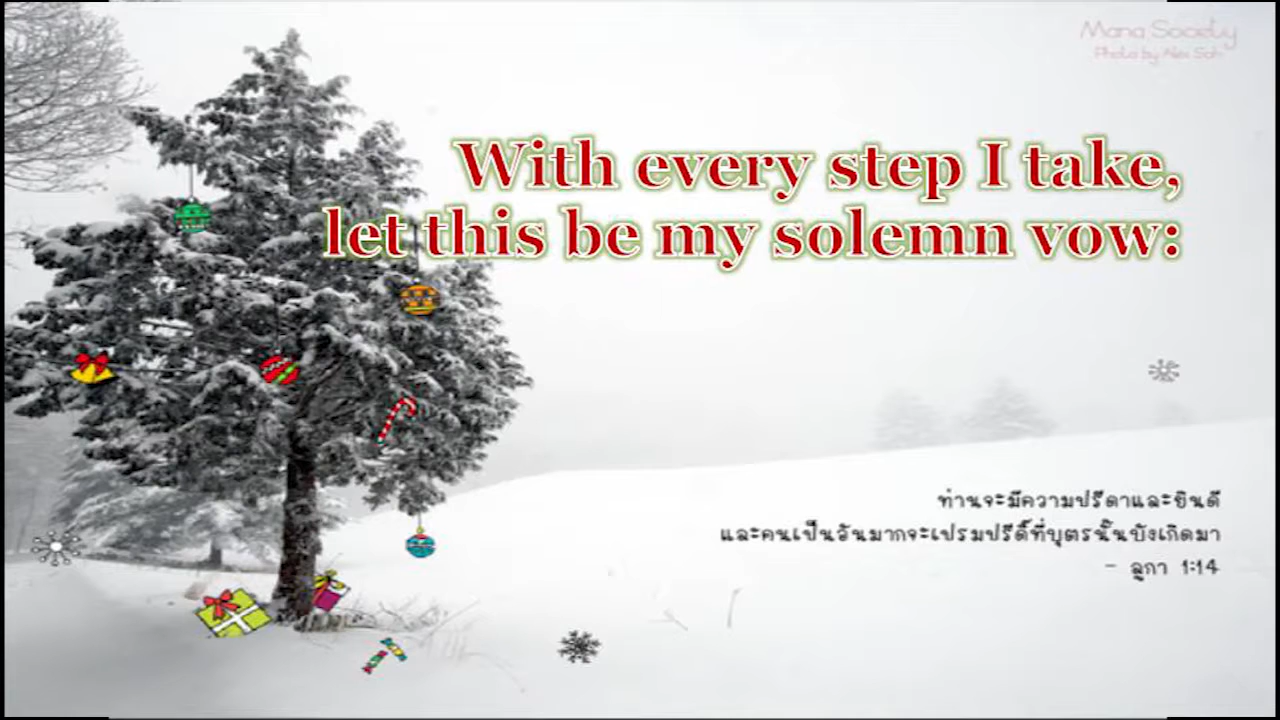 Mana Society
Photo by Alex Soh
With every step I take,
let this be my solemn vow:
ท่านจะมีความปรีดาและยินดี
และคนเป็นอันมากจะเปรมปรีดิ์ที่บุตรนั้นบังเกิดมา
- ลูกา 1:14